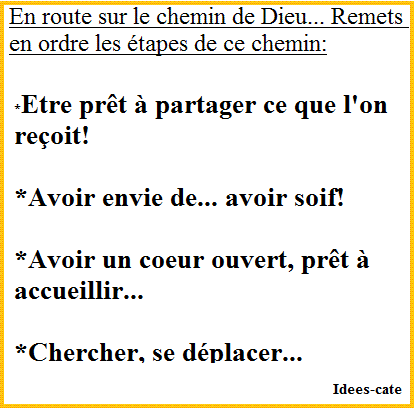 En route sur le chemin de Dieu... Remets
en ordre les étapes de ce chemin:
*Etre prêt à partager ce que l'on
reçoit!
*Avoir envie de... avoir soif!
*Avoir un coeur ouvert, prêt à
accueillir...
*Chercher, se déplacer...
Idees-cate